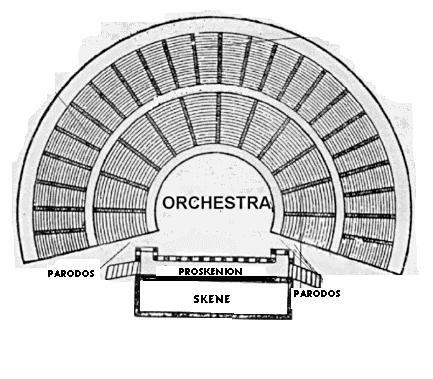 ORCHESTRA
PARODOS
PROSKENION
SKENE
PARODOS